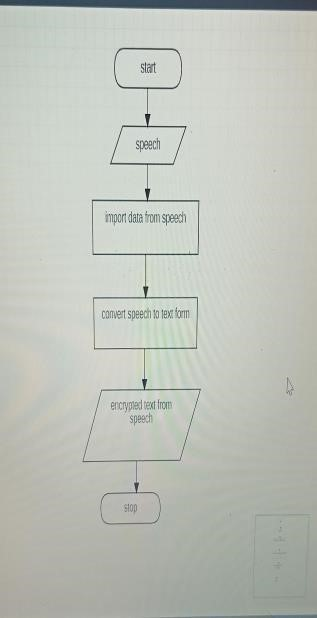 start
speech
import data from speech
convert speech to text form
encrypted text from
speech
stop